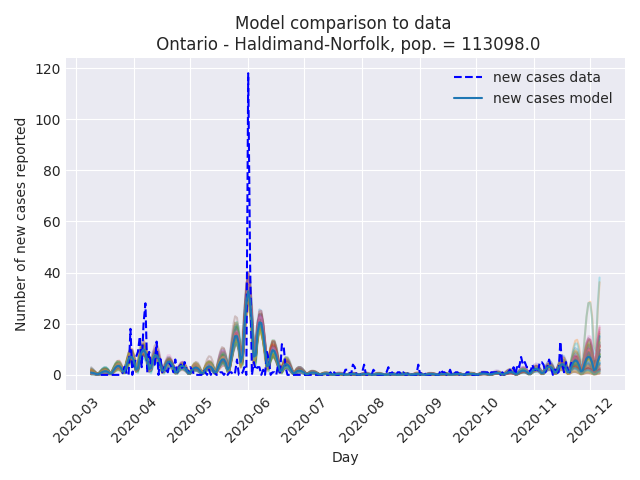 Model comparison to data
Ontario - Haldimand-Norfolk, pop. = 113098.0
new cases data
new cases model
Number of new cases reported
120
100
80
60
40
20
0
2020-03
2020-04
2020-05
2020-06
2020-07
2020-08
2020-09
2020-10
2020-11
2020-12
Day